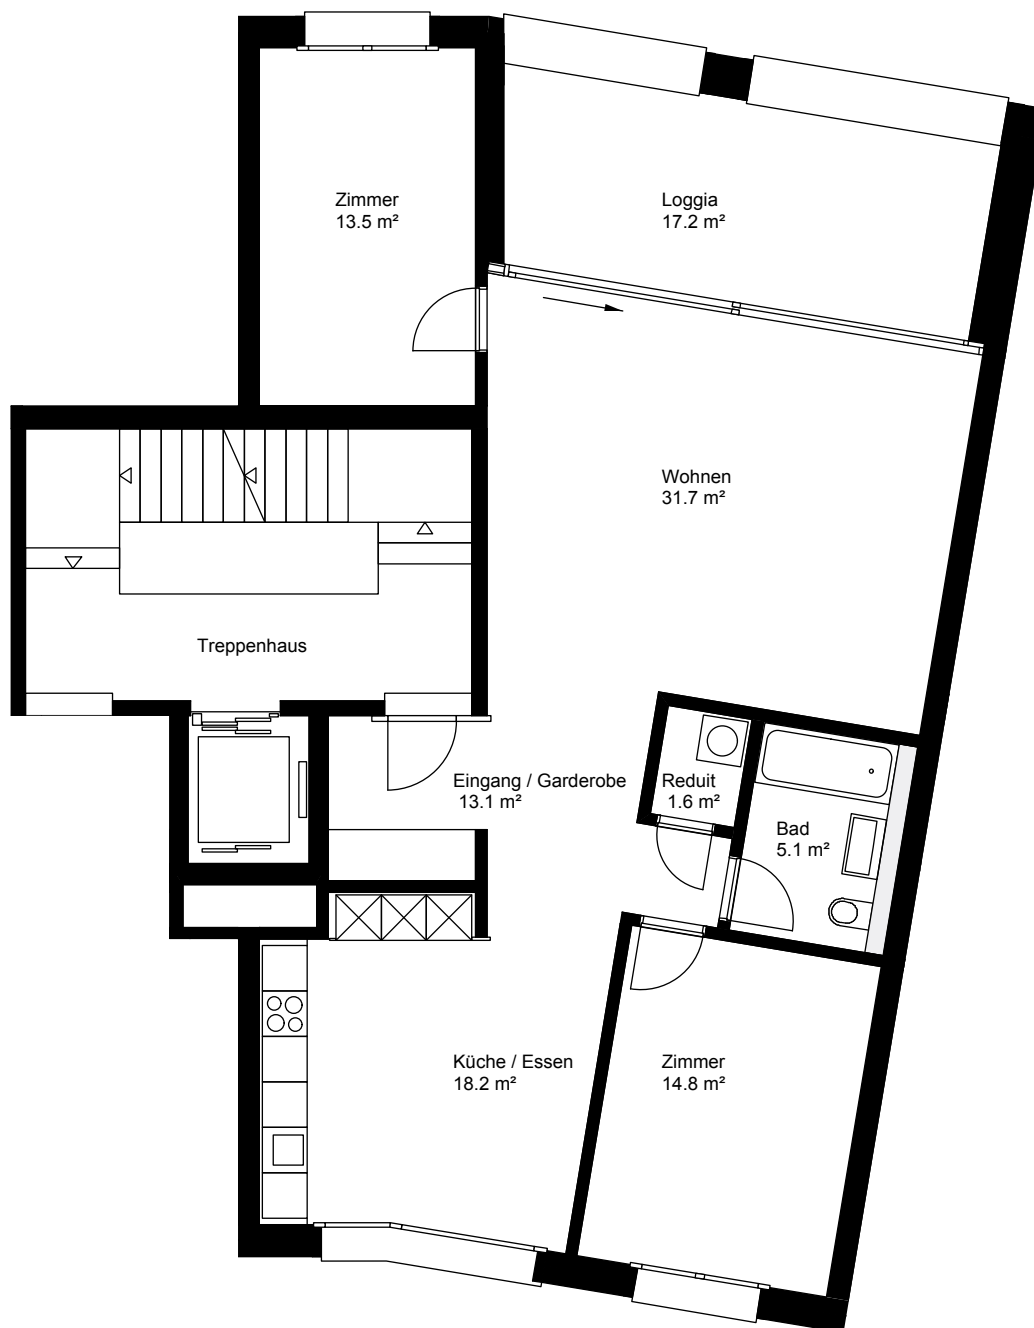 Zimmer
13.5 m²
Loggia
17.2 m²
Wohnen
31.7 m²
Treppenhaus
Eingang / Garderobe
13.1 m²
Reduit
1.6 m²
Bad
5.1 m²
Küche / Essen
18.2 m²
Zimmer
14.8 m²